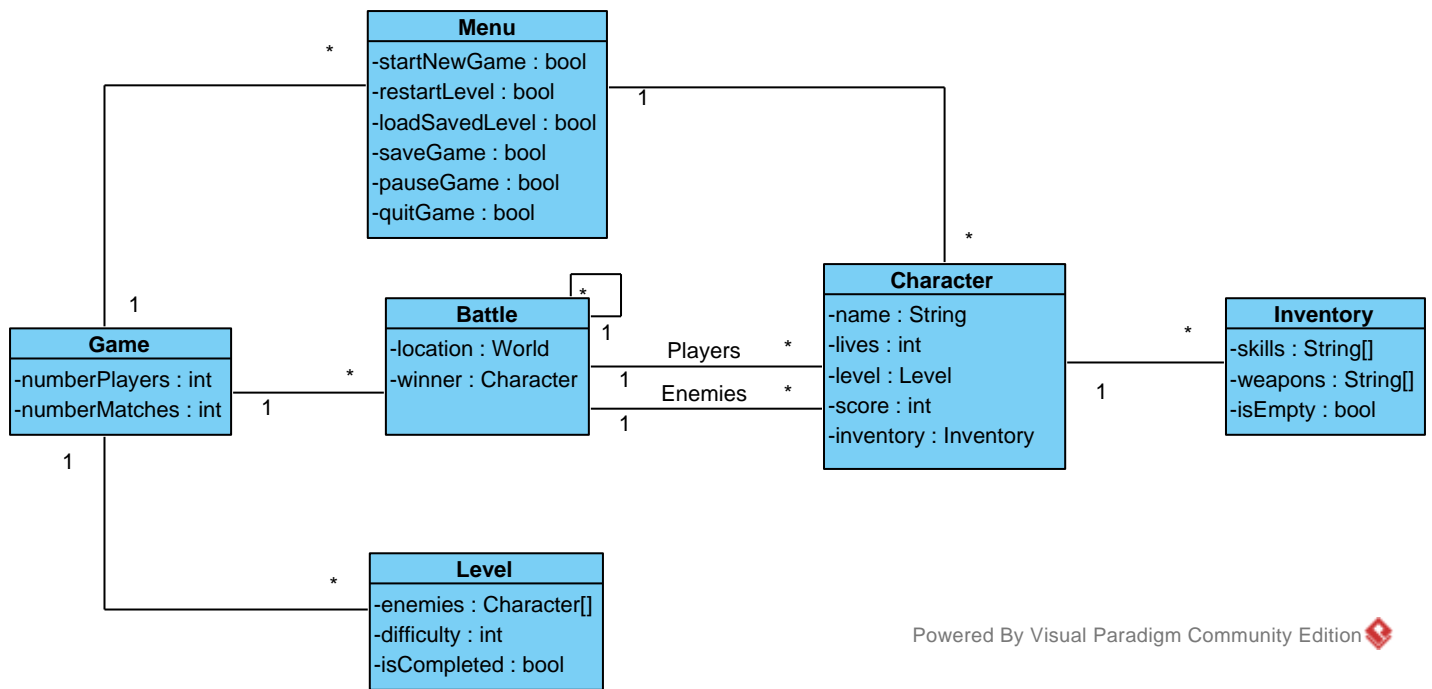 Menu
-startNewGame : bool
-restartLevel : bool
-loadSavedLevel : bool
-saveGame : bool
-pauseGame : bool
-quitGame : bool
*
1
1
*
Game
-numberPlayers : int
-numberMatches : int
1
*
1
*
Battle
-location : World
-winner : Character
*
1
Players
*
1
Enemies
*
1
Character
-name : String
-lives : int
-level : Level
-score : int
-inventory : Inventory
1
*
Inventory
-skills : String[]
-weapons : String[]
-isEmpty : bool
Level
-enemies : Character[]
-difficulty : int
-isCompleted : bool
Powered By Visual Paradigm Community Edition